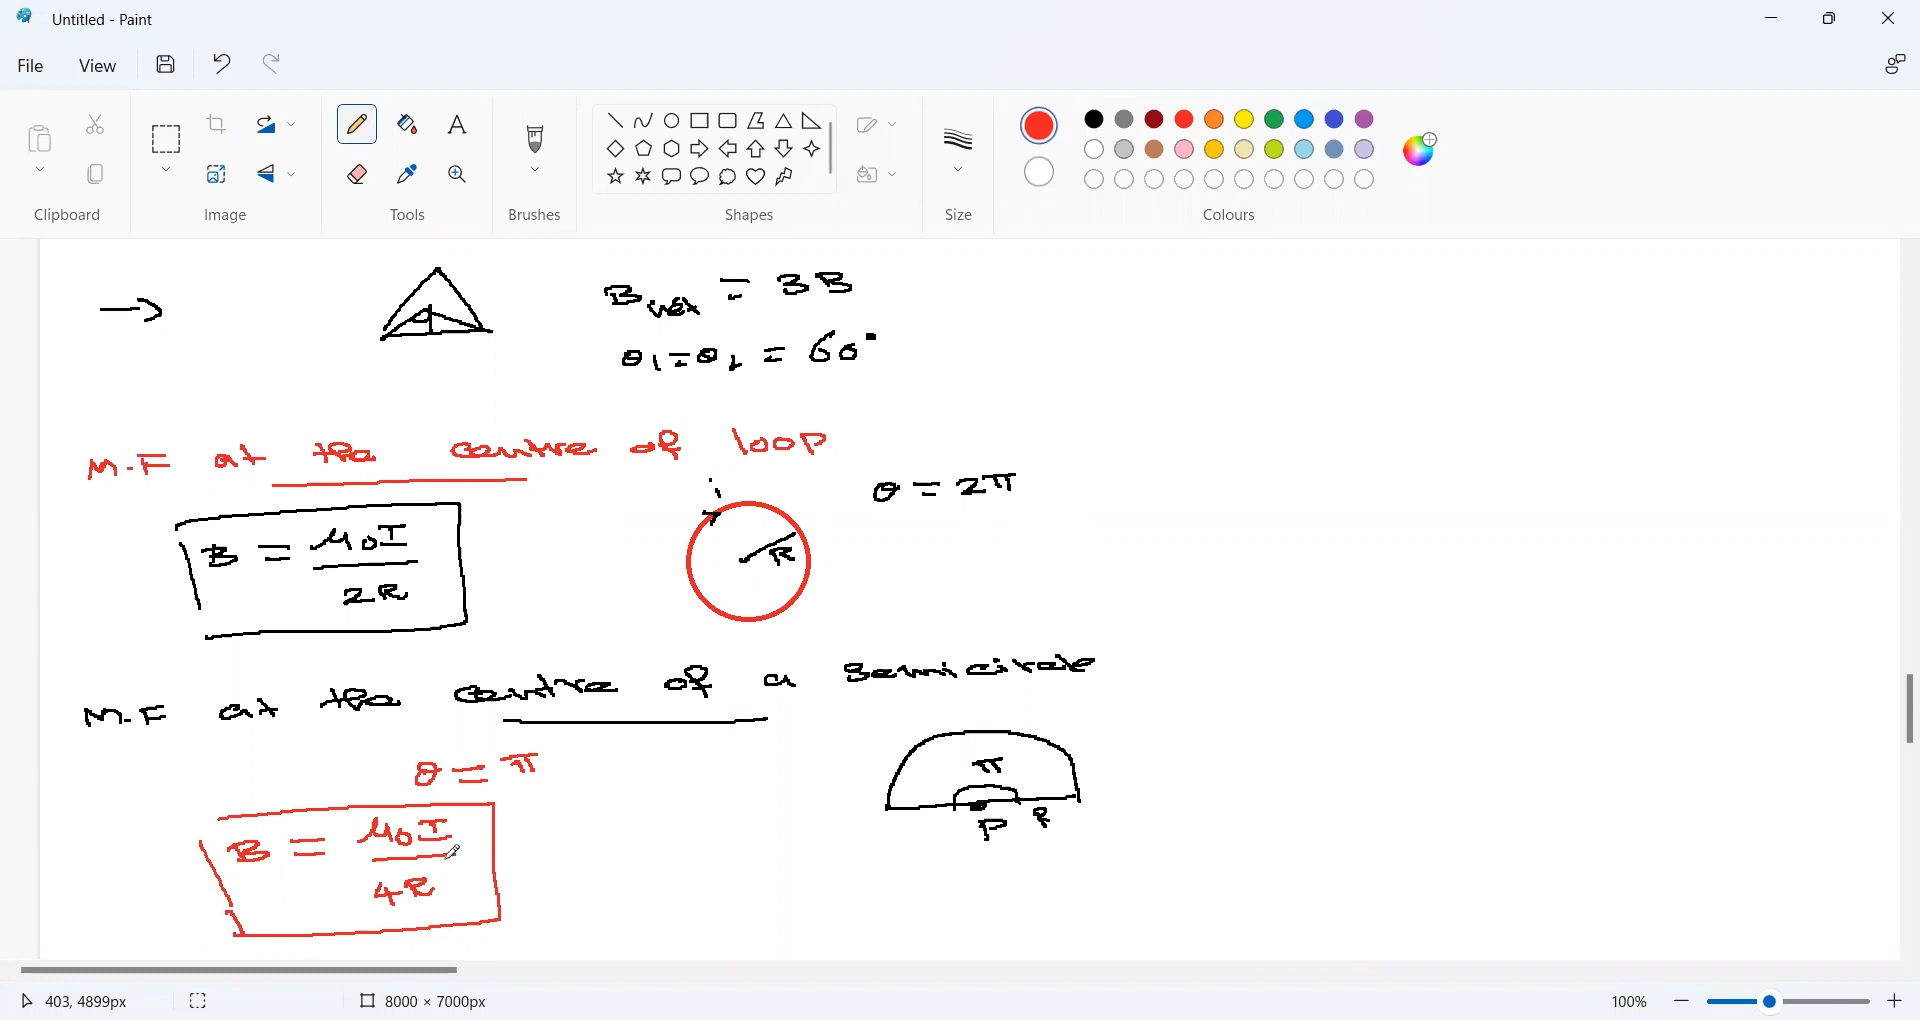 Untitled - Paint
File View
Clipboard Image Tools Brushes Shapes Size Colours
B net = 3B
θ₁ = θ₂ = 60°
M.F at the centre of loop
i
θ = 2π
B = μ₀I / 2R
R
M.F at the centre of a semicircle
θ = π
π
B = μ₀I / 4R
P R
403, 4899px 8000 × 7000px 100%